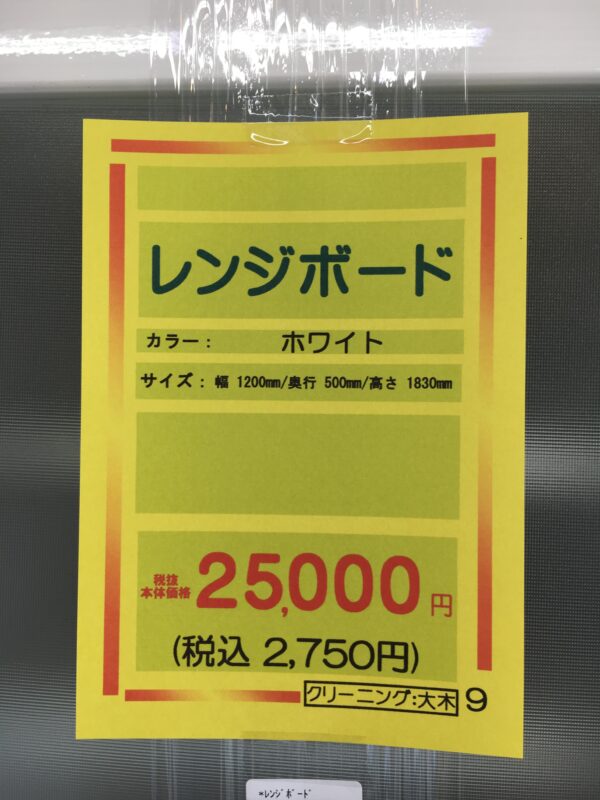 レンジボード
カラー： ホワイト
サイズ：幅 1200mm/奥行 500mm/高さ 1830mm
税抜
本体価格 25,000円
(税込 2,750円)
クリーニング:大木 9
*ﾚﾝｼﾞﾎﾞｰﾄﾞ